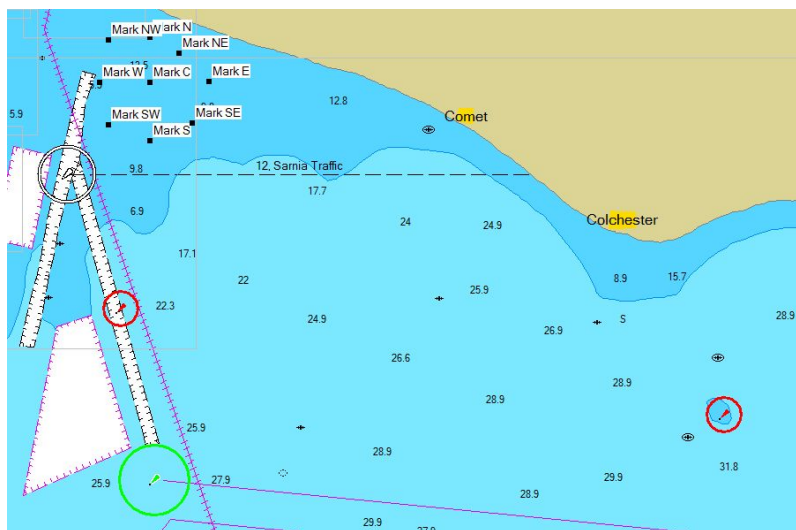 Mark NW
Mark N
Mark NE
12.5
Mark W
Mark C
Mark E
5.9
12.8
Mark SW
Mark SE
Comet
Mark S
9.8
12, Sarnia Traffic
17.7
6.9
24
24.9
Colchester
17.1
22
25.9
8.9
15.7
22.3
24.9
26.9
S
28.9
26.6
28.9
28.9
25.9
28.9
31.8
25.9
27.9
29.9
28.9
29.9